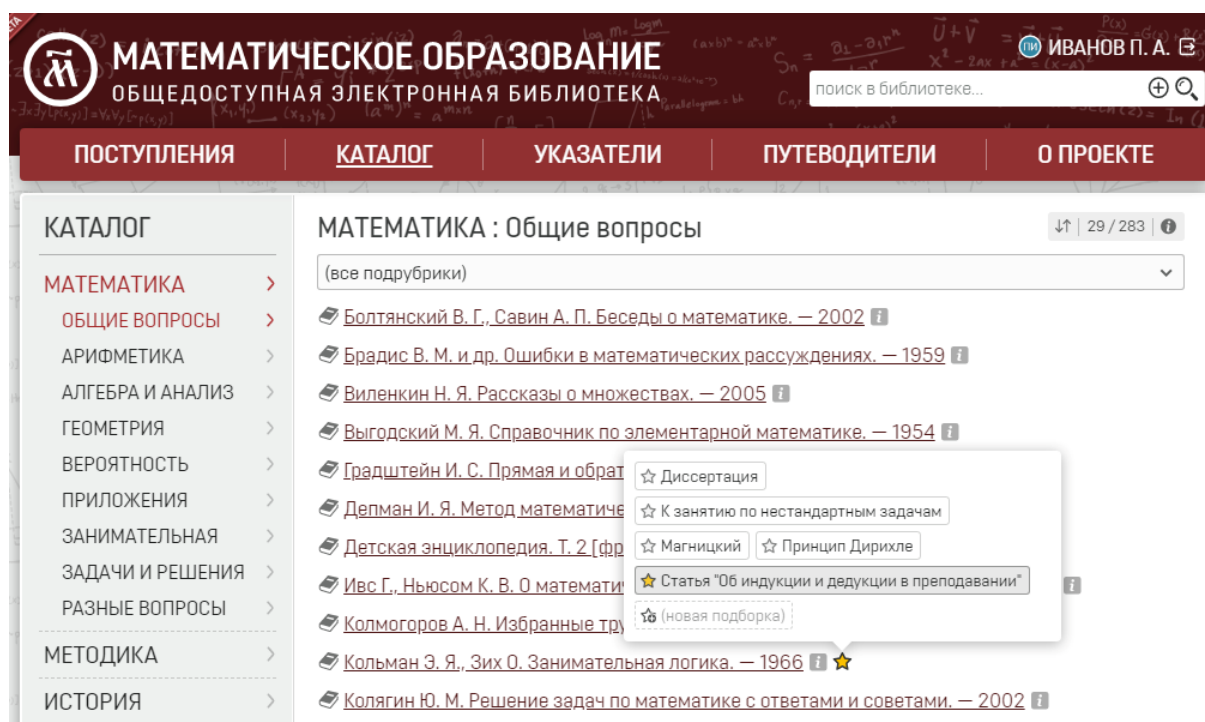 МАТЕМАТИЧЕСКОЕ ОБРАЗОВАНИЕ
ОБЩЕДОСТУПНАЯ ЭЛЕКТРОННАЯ БИБЛИОТЕКА
ПИ ИВАНОВ П. А.
поиск в библиотеке...
ПОСТУПЛЕНИЯ КАТАЛОГ УКАЗАТЕЛИ ПУТЕВОДИТЕЛИ О ПРОЕКТЕ
КАТАЛОГ
МАТЕМАТИКА
ОБЩИЕ ВОПРОСЫ
АРИФМЕТИКА
АЛГЕБРА И АНАЛИЗ
ГЕОМЕТРИЯ
ВЕРОЯТНОСТЬ
ПРИЛОЖЕНИЯ
ЗАНИМАТЕЛЬНАЯ
ЗАДАЧИ И РЕШЕНИЯ
РАЗНЫЕ ВОПРОСЫ
МЕТОДИКА
ИСТОРИЯ
МАТЕМАТИКА : Общие вопросы
29 / 283
(все подрубрики)
Болтянский В. Г., Савин А. П. Беседы о математике. — 2002
Брадис В. М. и др. Ошибки в математических рассуждениях. — 1959
Виленкин Н. Я. Рассказы о множествах. — 2005
Выгодский М. Я. Справочник по элементарной математике. — 1954
Градштейн И. С. Прямая и обрат
Депман И. Я. Метод математиче
Детская энциклопедия. Т. 2 [фр
Ивс Г., Ньюсом К. В. О математи
Колмогоров А. Н. Избранные тру
Кольман Э. Я., Зих О. Занимательная логика. — 1966
Колягин Ю. М. Решение задач по математике с ответами и советами. — 2002
Диссертация
К занятию по нестандартным задачам
Магницкий Принцип Дирихле
Статья "Об индукции и дедукции в преподавании"
(новая подборка)